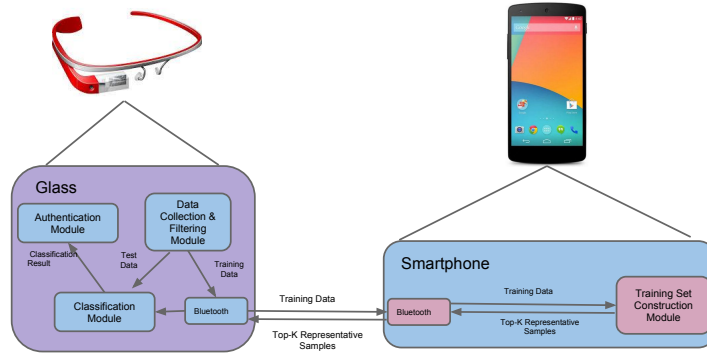 Glass
Authentication
Module
Data
Collection &
Filtering
Module
Classification
Result
Test
Data
Training
Data
Classification
Module
Bluetooth
Training Data
Top-K Representative
Samples
Smartphone
Bluetooth
Training Data
Top-K Representative
Samples
Training Set
Construction
Module